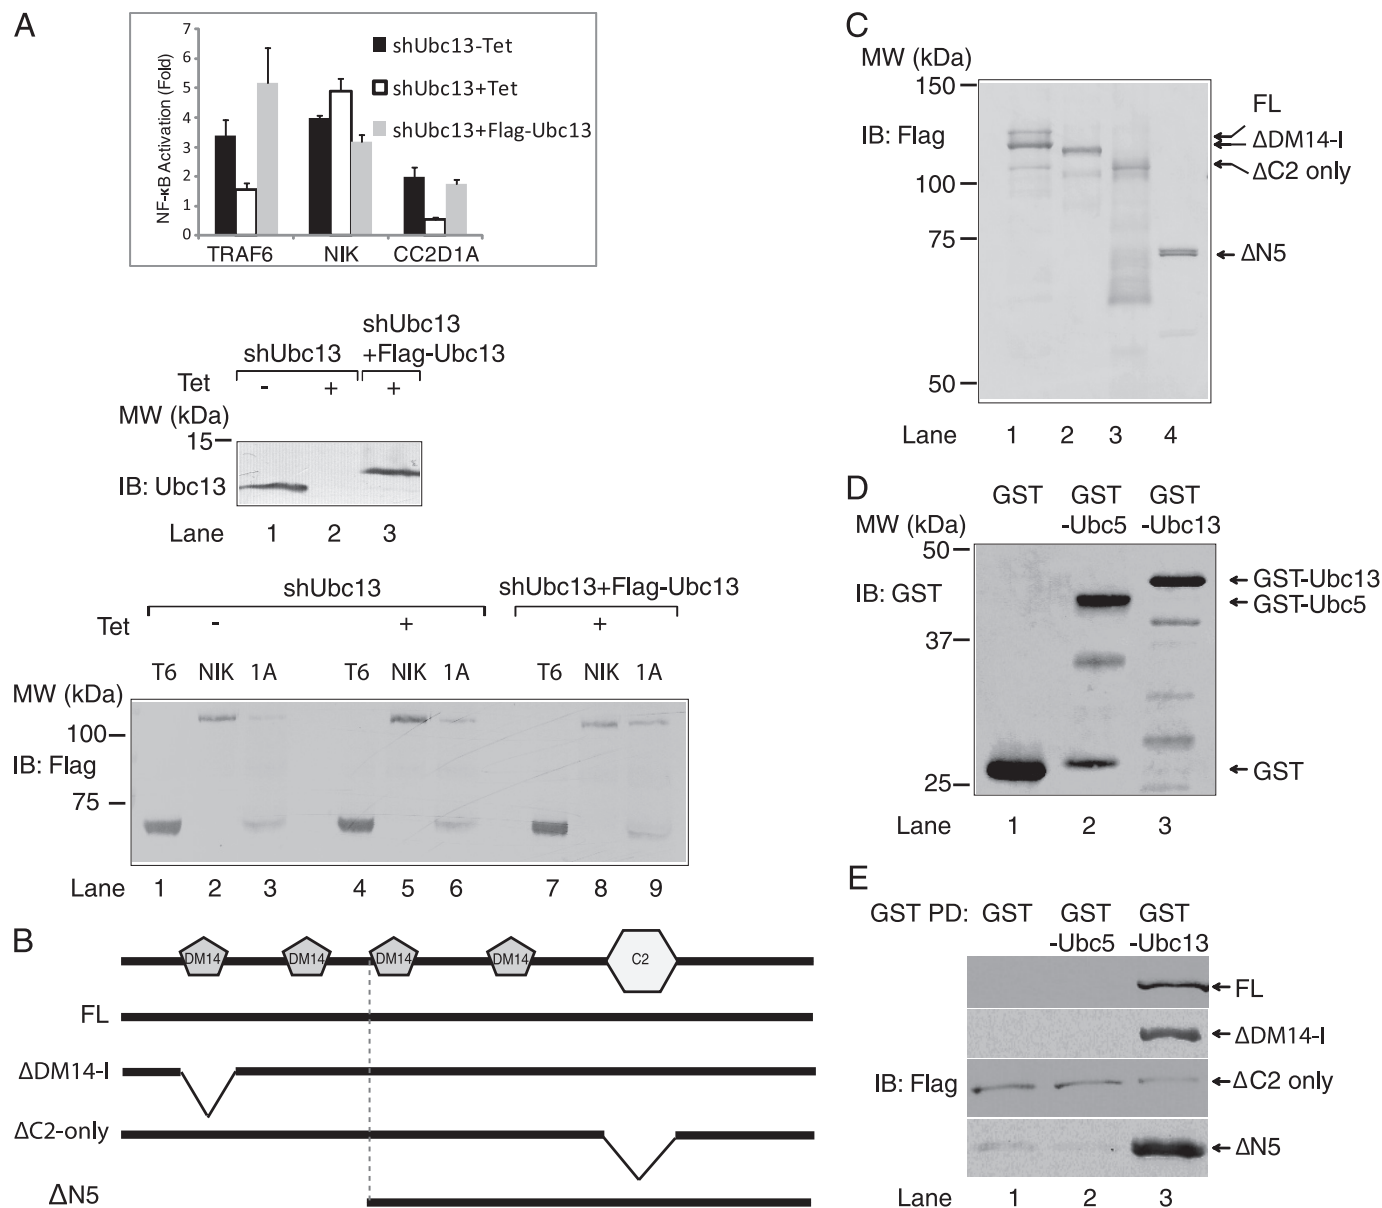 A
7
6
5
4
3
2
1
0
NF-κB Activation (Fold)
shUbc13-Tet
shUbc13+Tet
shUbc13+Flag-Ubc13
TRAF6 NIK CC2D1A
shUbc13
shUbc13 +Flag-Ubc13
Tet - + +
MW (kDa)
15
IB: Ubc13
Lane 1 2 3
shUbc13 shUbc13+Flag-Ubc13
Tet - + +
T6 NIK 1A T6 NIK 1A T6 NIK 1A
MW (kDa)
100
IB: Flag
75
Lane 1 2 3 4 5 6 7 8 9
B
DM14 DM14 DM14 DM14 C2
FL
ΔDM14-I
ΔC2-only
ΔN5
C
MW (kDa)
150
FL
IB: Flag
ΔDM14-I
ΔC2 only
100
75
ΔN5
50
Lane 1 2 3 4
D
GST GST GST
-Ubc5 -Ubc13
MW (kDa)
50
GST-Ubc13
IB: GST
GST-Ubc5
37
GST
25
Lane 1 2 3
E
GST PD: GST GST GST
-Ubc5 -Ubc13
FL
ΔDM14-I
IB: Flag
ΔC2 only
ΔN5
Lane 1 2 3